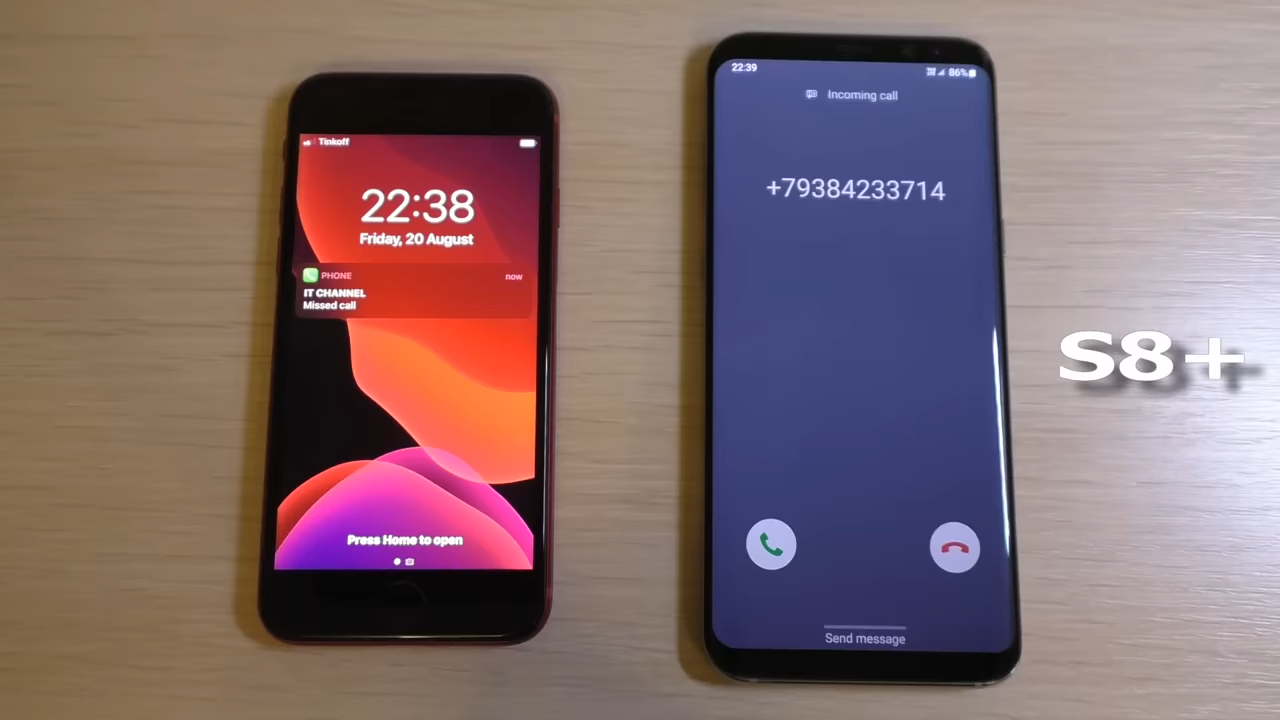 Tinkoff
22:38
Friday, 20 August
PHONE
now
IT CHANNEL
Missed call
Press Home to open
22:39
86%
Incoming call
+79384233714
Send message
S8+